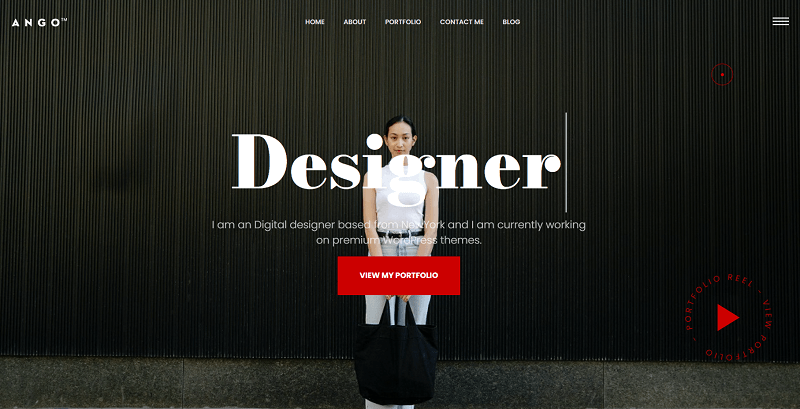 ANGO™
HOME ABOUT PORTFOLIO CONTACT ME BLOG
Designer
I am an Digital designer based from New York and I am currently working
on premium WordPress themes.
VIEW MY PORTFOLIO
- PORTFOLIO REEL - VIEW PORTFOLIO